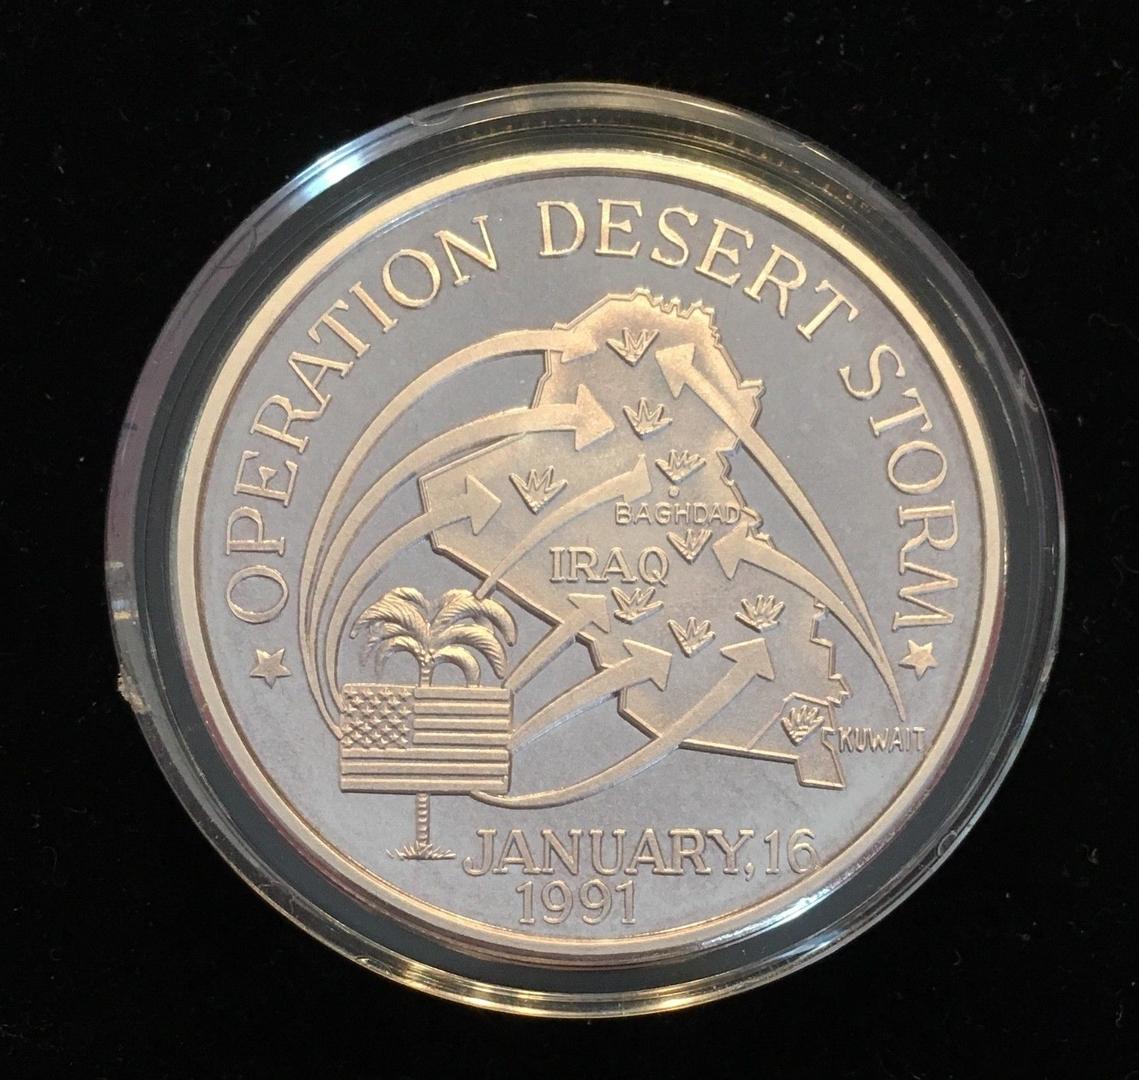 OPERATION DESERT STORM
BAGHDAD
IRAQ
KUWAIT
JANUARY, 16
1991